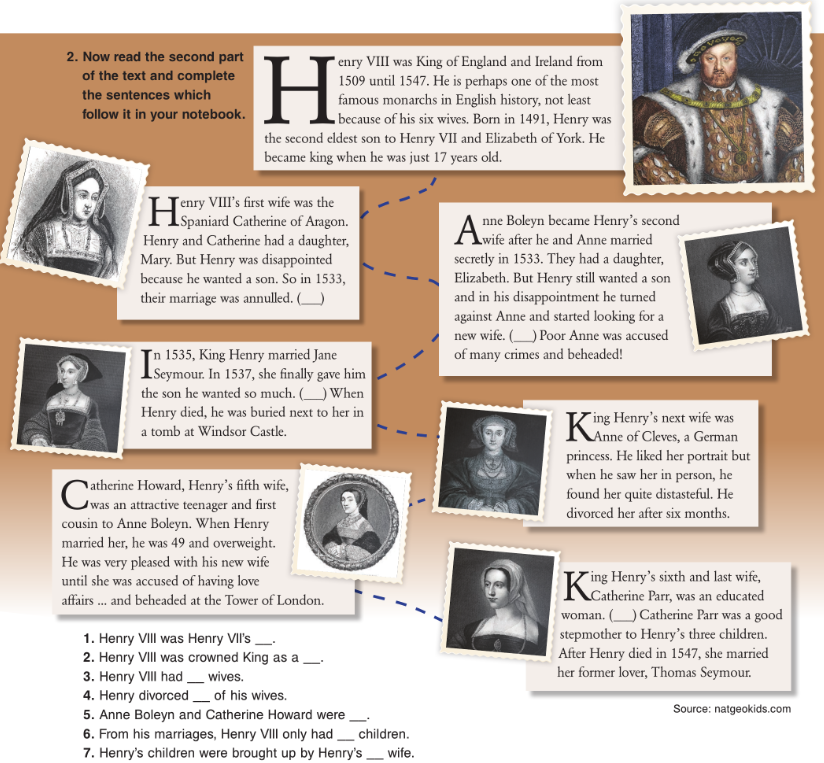 2. Now read the second part
of the text and complete
the sentences which
follow it in your notebook.
Henry VIII was King of England and Ireland from
1509 until 1547. He is perhaps one of the most
famous monarchs in English history, not least
because of his six wives. Born in 1491, Henry was
the second eldest son to Henry VII and Elizabeth of York. He
became king when he was just 17 years old.
Henry VIII's first wife was the
Spaniard Catherine of Aragon.
Henry and Catherine had a daughter,
Mary. But Henry was disappointed
because he wanted a son. So in 1533,
their marriage was annulled. (___)
Anne Boleyn became Henry's second
wife after he and Anne married
secretly in 1533. They had a daughter,
Elizabeth. But Henry still wanted a son
and in his disappointment he turned
against Anne and started looking for a
new wife. (___) Poor Anne was accused
of many crimes and beheaded!
In 1535, King Henry married Jane
Seymour. In 1537, she finally gave him
the son he wanted so much. (___) When
Henry died, he was buried next to her in
a tomb at Windsor Castle.
King Henry's next wife was
Anne of Cleves, a German
princess. He liked her portrait but
when he saw her in person, he
found her quite distasteful. He
divorced her after six months.
Catherine Howard, Henry's fifth wife,
was an attractive teenager and first
cousin to Anne Boleyn. When Henry
married her, he was 49 and overweight.
He was very pleased with his new wife
until she was accused of having love
affairs ... and beheaded at the Tower of London.
King Henry's sixth and last wife,
Catherine Parr, was an educated
woman. (___) Catherine Parr was a good
stepmother to Henry's three children.
After Henry died in 1547, she married
her former lover, Thomas Seymour.
1. Henry VIII was Henry VII's ___.
2. Henry VIII was crowned King as a ___.
3. Henry VIII had ___ wives.
4. Henry divorced ___ of his wives.
5. Anne Boleyn and Catherine Howard were ___.
6. From his marriages, Henry VIII only had ___ children.
7. Henry's children were brought up by Henry's ___ wife.
Source: natgeokids.com